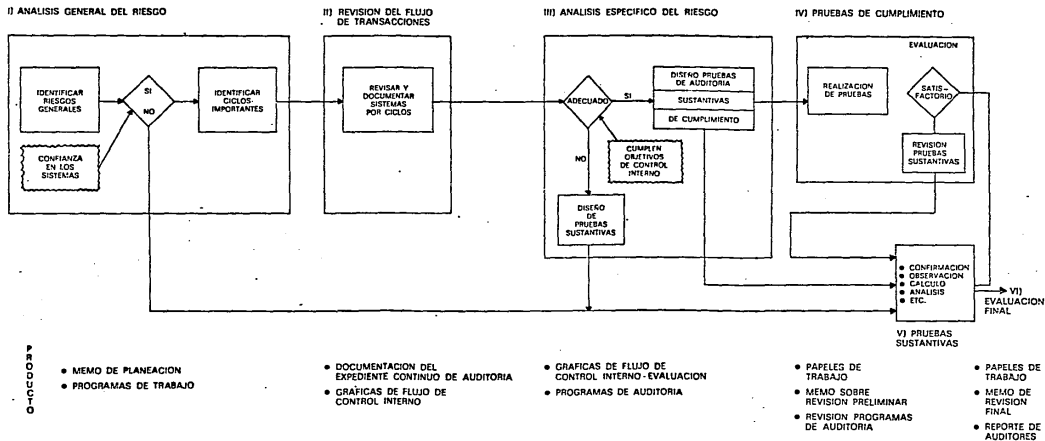 I) ANALISIS GENERAL DEL RIESGO
IDENTIFICAR
RIESGOS
GENERALES
SI
NO
IDENTIFICAR
CICLOS-
IMPORTANTES
CONFIANZA
EN LOS
SISTEMAS
II) REVISION DEL FLUJO
DE TRANSACCIONES
REVISAR Y
DOCUMENTAR
SISTEMAS
POR CICLOS
III) ANALISIS ESPECIFICO DEL RIESGO
ADECUADO
SI
NO
DISEÑO PRUEBAS
DE AUDITORIA
SUSTANTIVAS
DE CUMPLIMIENTO
CUMPLEN
OBJETIVOS
DE CONTROL
INTERNO
DISEÑO
DE
PRUEBAS
SUSTANTIVAS
IV) PRUEBAS DE CUMPLIMIENTO
EVALUACION
REALIZACION
DE PRUEBAS
SATIS-
FACTORIO
REVISION
PRUEBAS
SUSTANTIVAS
● CONFIRMACION
● OBSERVACION
● CALCULO
● ANALISIS
● ETC.
V) PRUEBAS
SUSTANTIVAS
VI)
EVALUACION
FINAL
PRODUCTO
● MEMO DE PLANEACION
● PROGRAMAS DE TRABAJO
● DOCUMENTACION DEL
EXPEDIENTE CONTINUO DE AUDITORIA
● GRAFICAS DE FLUJO DE
CONTROL INTERNO
● GRAFICAS DE FLUJO DE
CONTROL INTERNO-EVALUACION
● PROGRAMAS DE AUDITORIA
● PAPELES DE
TRABAJO
● MEMO SOBRE
REVISION PRELIMINAR
● REVISION PROGRAMAS
DE AUDITORIA
● PAPELES DE
TRABAJO
● MEMO DE
REVISION
FINAL
● REPORTE DE
AUDITORES